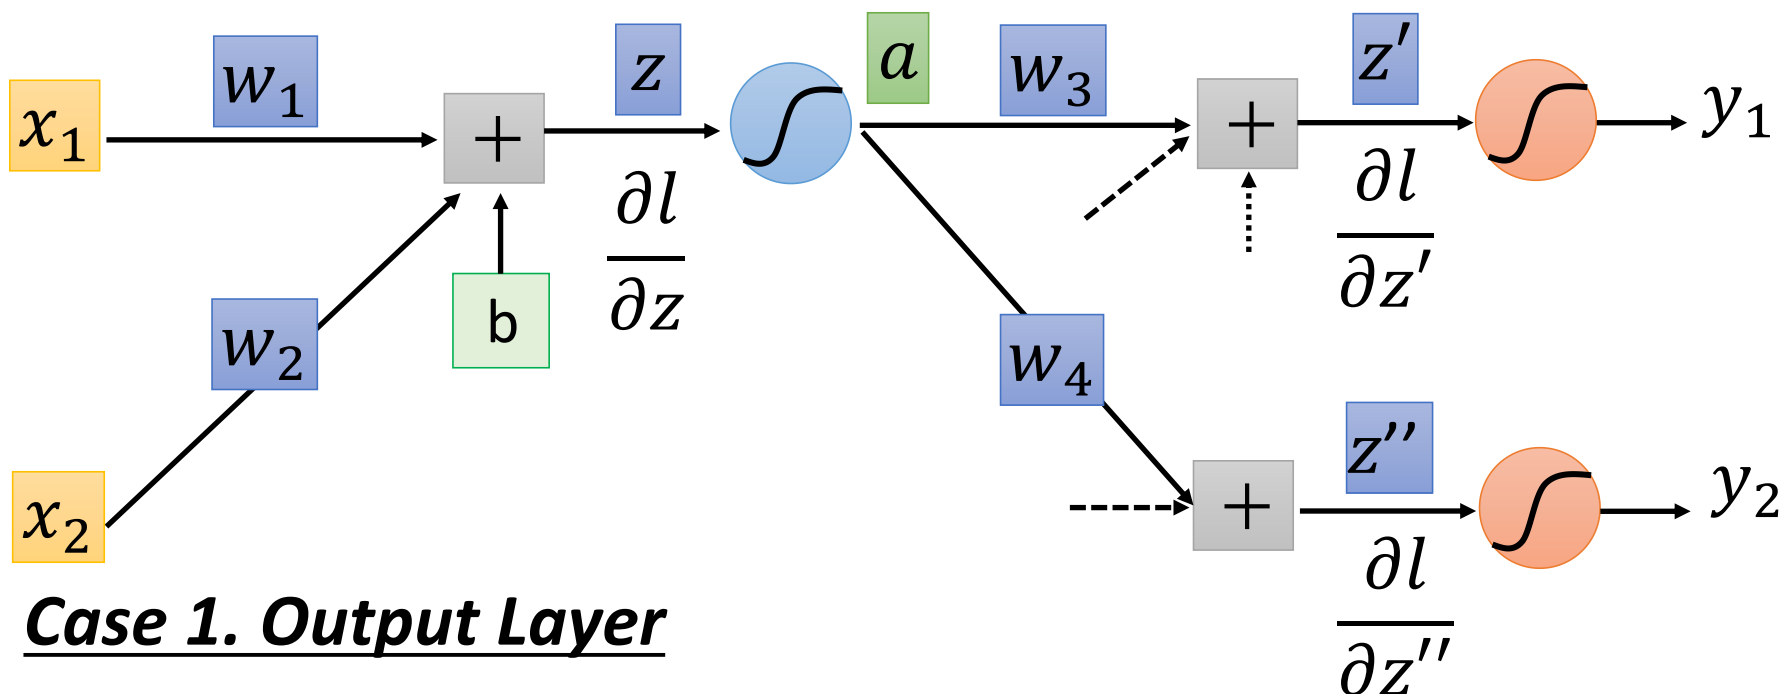 x₁ w₁ + z a w₃ + z′ y₁
∂l/∂z ∂l/∂z′
w₂ b w₄
x₂ + z′′ y₂
∂l/∂z′′
Case 1. Output Layer